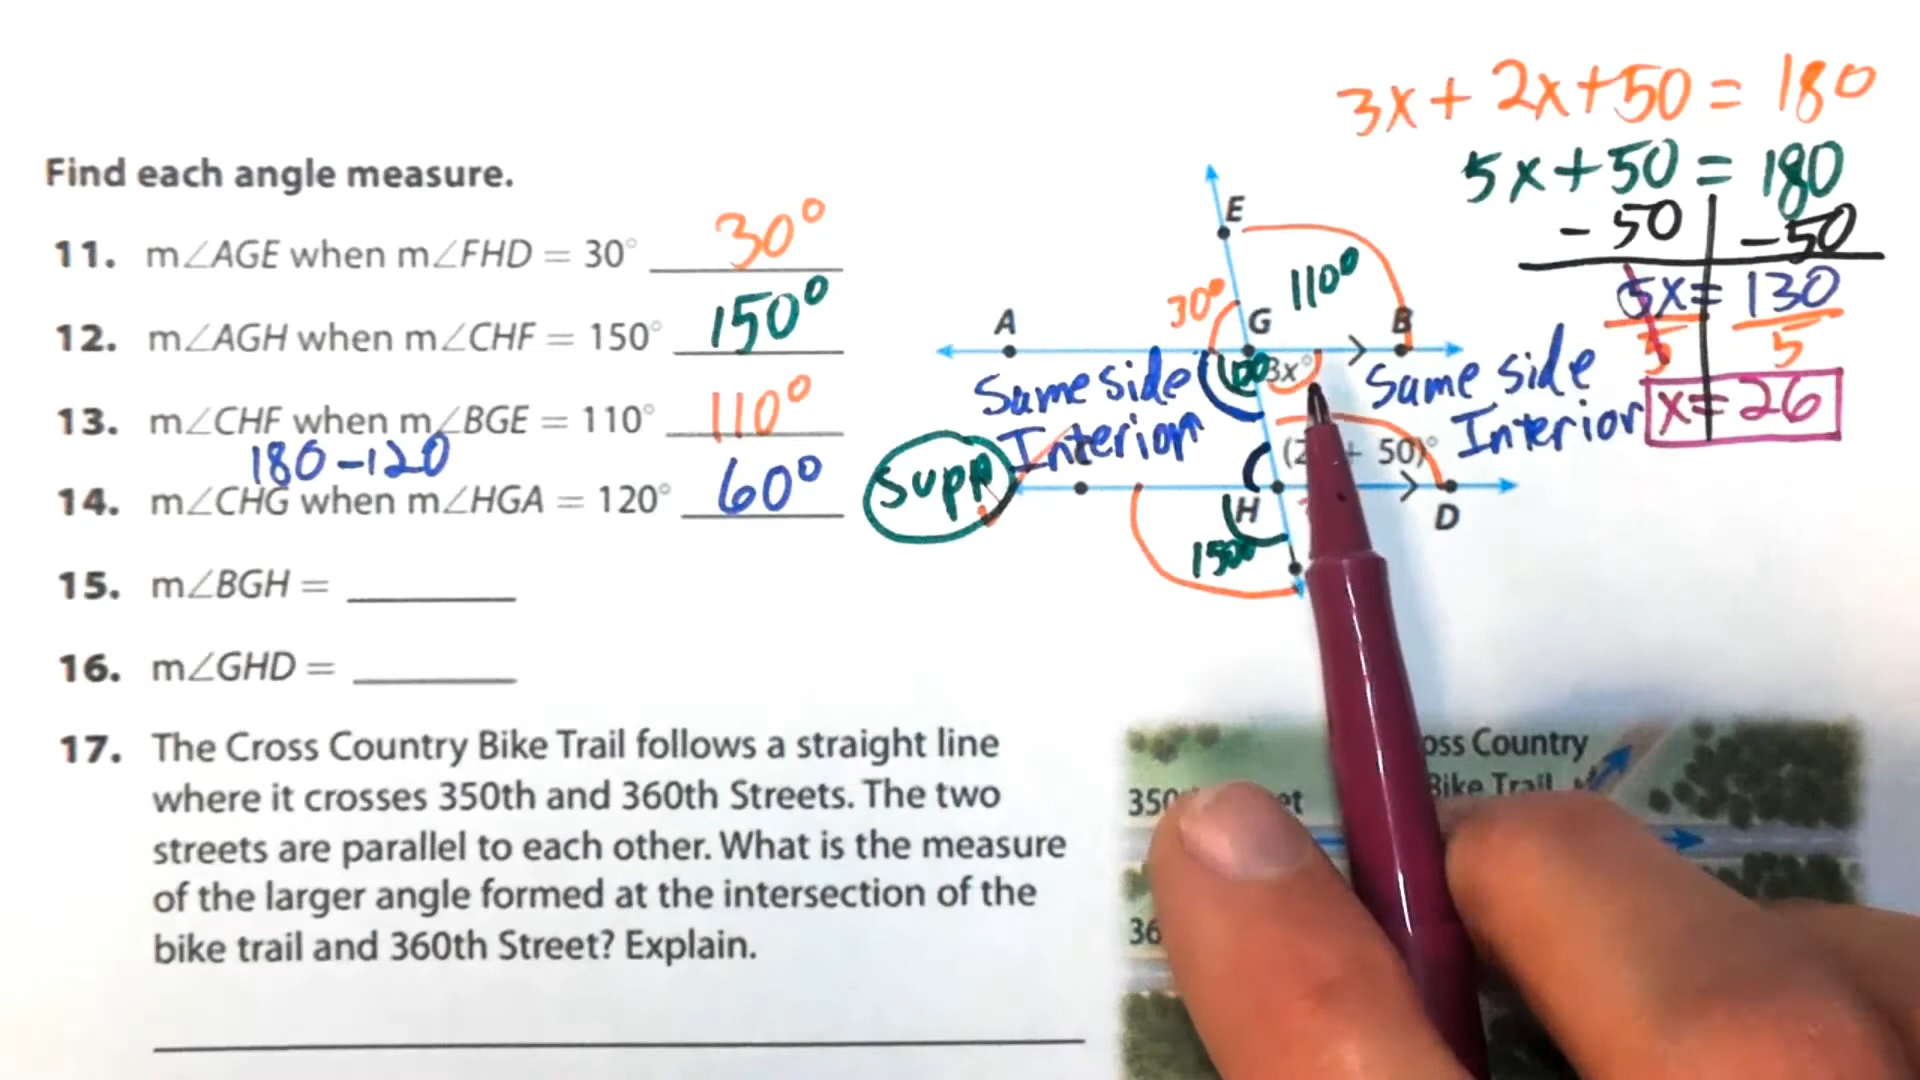 3x + 2x + 50 = 180
5x + 50 = 180
- 50 - 50
5x = 130
5 5
x = 26
Find each angle measure.
11. m∠AGE when m∠FHD = 30° 30°
12. m∠AGH when m∠CHF = 150° 150°
13. m∠CHF when m∠BGE = 110° 110°
180 - 120
14. m∠CHG when m∠HGA = 120° 60°
15. m∠BGH =
16. m∠GHD =
17. The Cross Country Bike Trail follows a straight line
where it crosses 350th and 360th Streets. The two
streets are parallel to each other. What is the measure
of the larger angle formed at the intersection of the
bike trail and 360th Street? Explain.
E
110°
30°
A G B
3x°
Same side
Interior
Same side
Interior
Supp
50)°
H D
150°
Country
Bike Trail